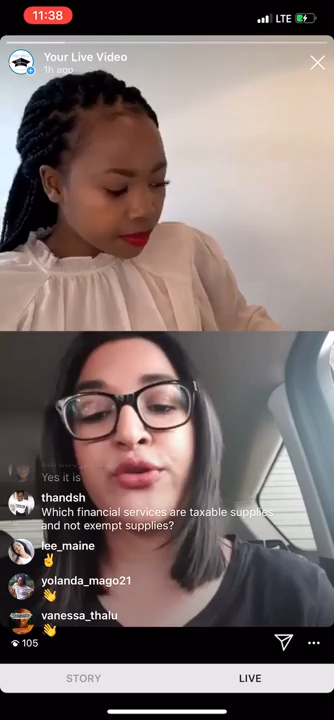 11:38
LTE
Your Live Video
1h ago
Yes it is
thandsh
Which financial services are taxable supplies
and not exempt supplies?
lee_maine
✌
yolanda_mago21
👋
vanessa_thalu
👋
105
STORY
LIVE